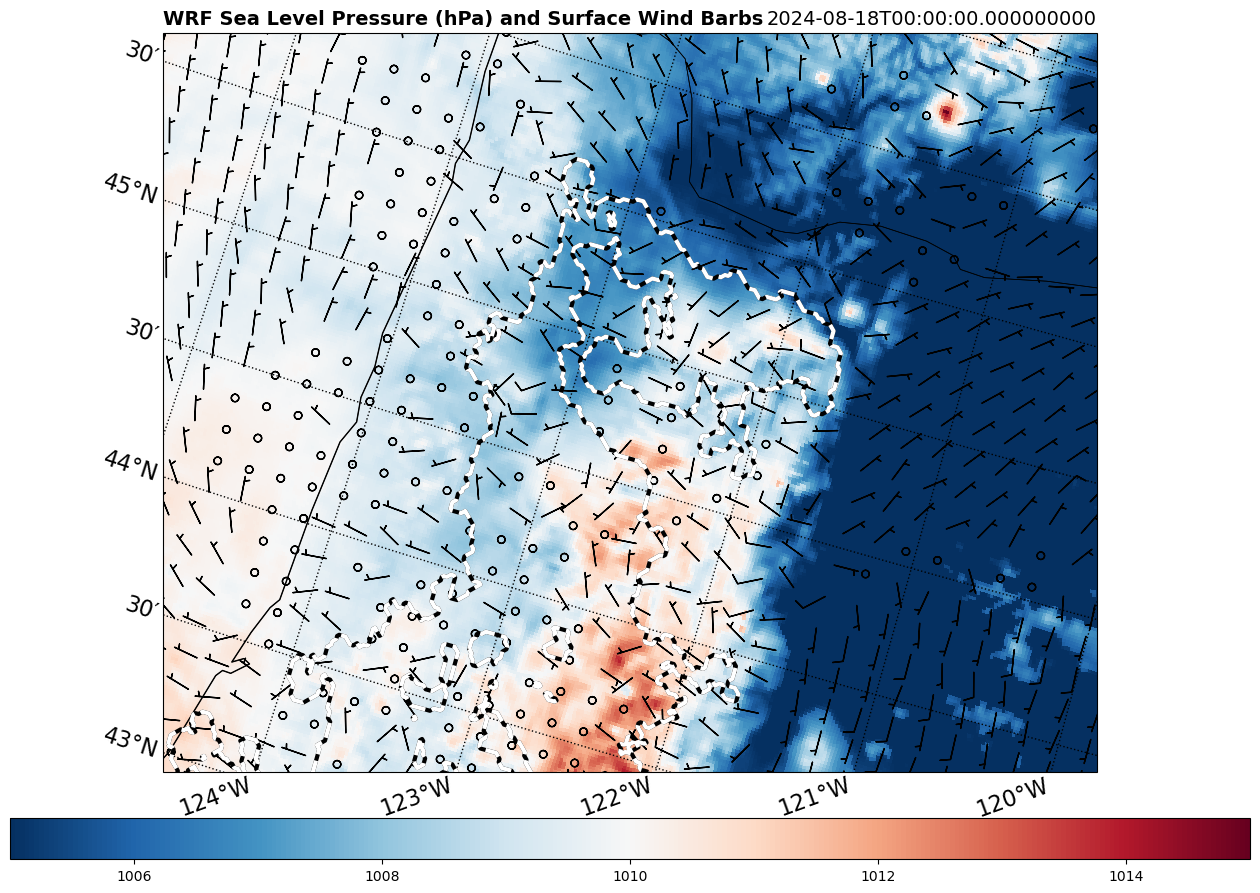 WRF Sea Level Pressure (hPa) and Surface Wind Barbs 2024-08-18T00:00:00.000000000
30′
45°N
30′
44°N
30′
43°N
124°W 123°W 122°W 121°W 120°W
1006 1008 1010 1012 1014